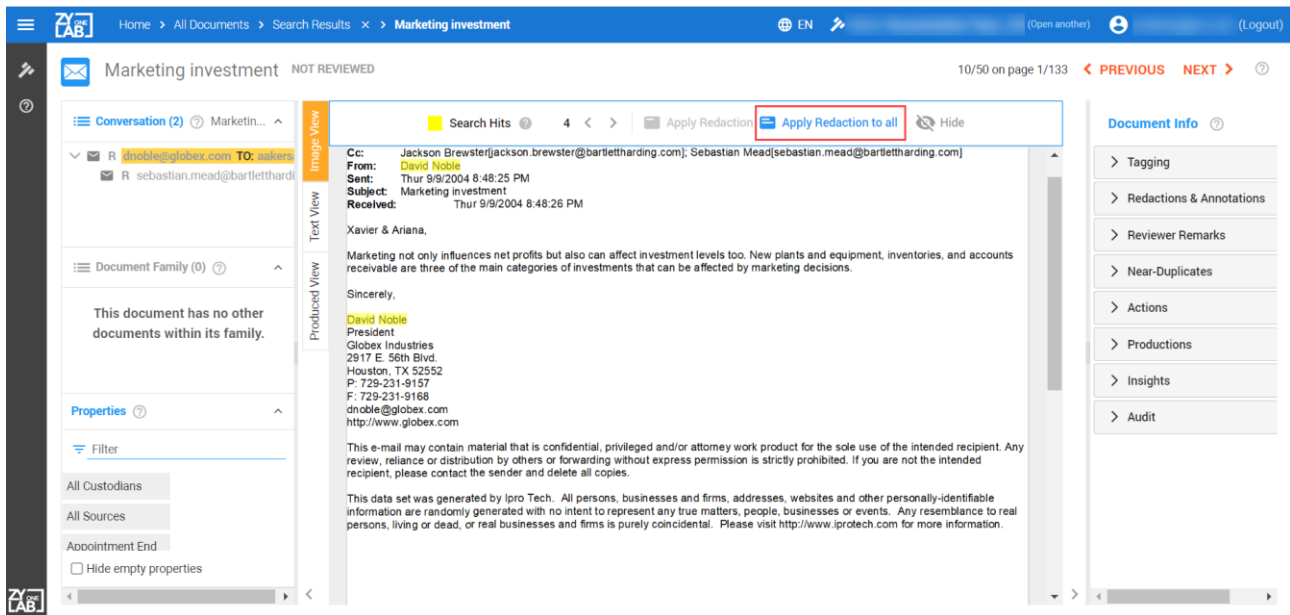 ZY ONE LAB Home > All Documents > Search Results × > Marketing investment EN (Open another) (Logout)
Marketing investment NOT REVIEWED 10/50 on page 1/133 PREVIOUS NEXT
Conversation (2) Marketin...
R dnoble@globex.com TO: aakers
R sebastian.mead@bartletthardi
Document Family (0)
This document has no other
documents within its family.
Properties
Filter
All Custodians
All Sources
Appointment End
Hide empty properties
Image View
Text View
Produced View
Search Hits 4 < > Apply Redaction Apply Redaction to all Hide
Cc: Jackson Brewster[jackson.brewster@bartlettharding.com]; Sebastian Mead[sebastian.mead@bartlettharding.com]
From: David Noble
Sent: Thur 9/9/2004 8:48:25 PM
Subject: Marketing investment
Received: Thur 9/9/2004 8:48:26 PM
Xavier & Ariana,
Marketing not only influences net profits but also can affect investment levels too. New plants and equipment, inventories, and accounts
receivable are three of the main categories of investments that can be affected by marketing decisions.
Sincerely,
David Noble
President
Globex Industries
2917 E. 56th Blvd.
Houston, TX 52552
P: 729-231-9157
F: 729-231-9168
dnoble@globex.com
http://www.globex.com
This e-mail may contain material that is confidential, privileged and/or attorney work product for the sole use of the intended recipient. Any
review, reliance or distribution by others or forwarding without express permission is strictly prohibited. If you are not the intended
recipient, please contact the sender and delete all copies.
This data set was generated by Ipro Tech. All persons, businesses and firms, addresses, websites and other personally-identifiable
information are randomly generated with no intent to represent any true matters, people, businesses or events. Any resemblance to real
persons, living or dead, or real businesses and firms is purely coincidental. Please visit http://www.iprotech.com for more information.
Document Info
Tagging
Redactions & Annotations
Reviewer Remarks
Near-Duplicates
Actions
Productions
Insights
Audit
ZY ONE LAB